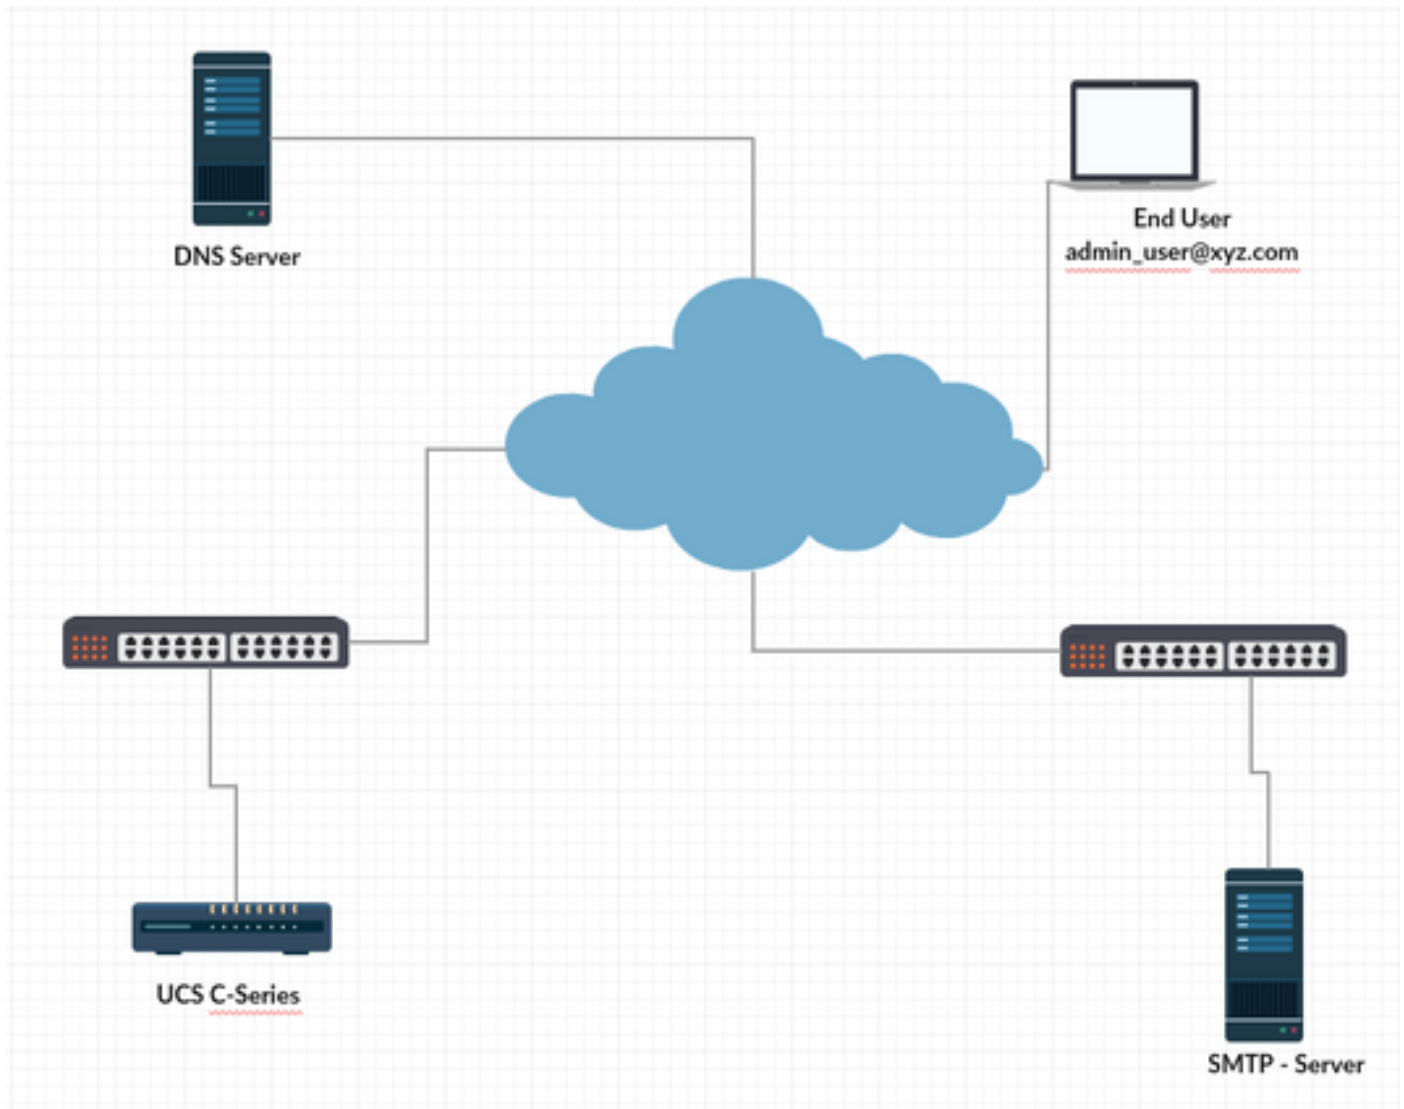 DNS Server
End User
admin_user@xyz.com
UCS C-Series
SMTP - Server